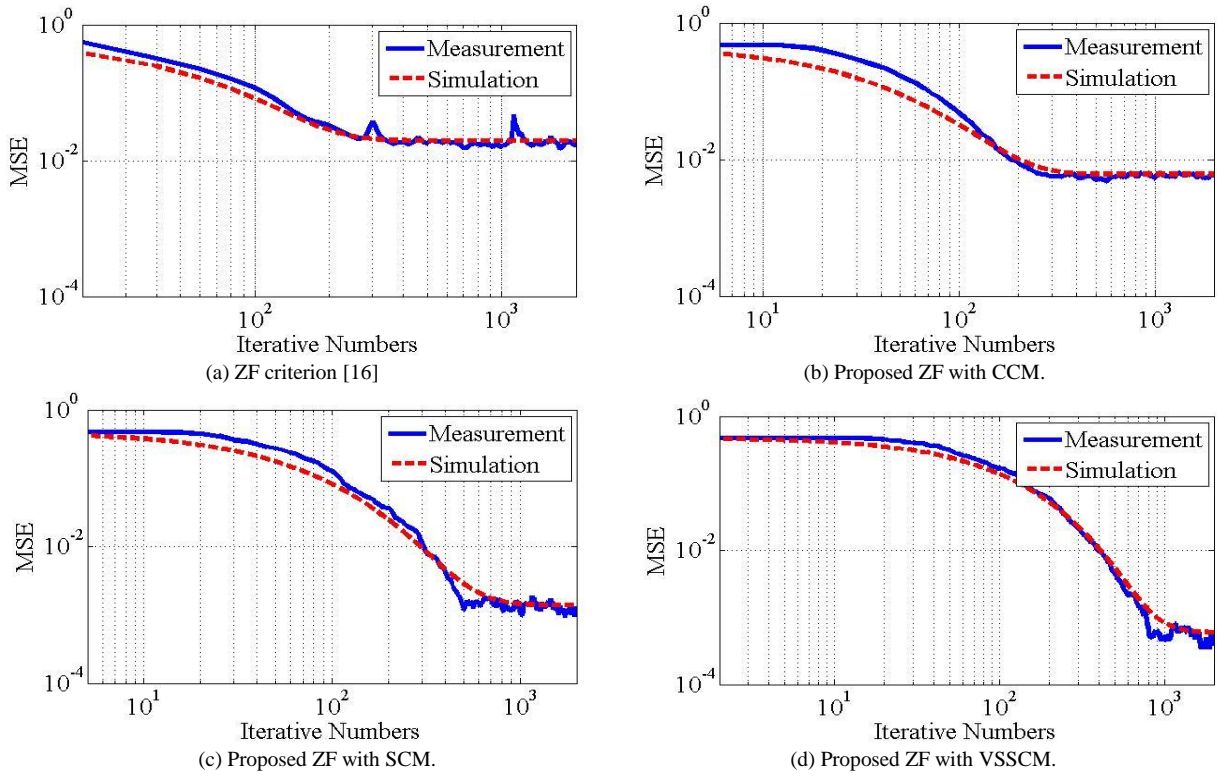 10^0
Measurement
Simulation
MSE
10^-2
10^-4
10^2
10^3
Iterative Numbers
(a) ZF criterion [16]
10^0
Measurement
Simulation
MSE
10^-2
10^-4
10^1
10^2
10^3
Iterative Numbers
(b) Proposed ZF with CCM.
10^0
Measurement
Simulation
MSE
10^-2
10^-4
10^1
10^2
10^3
Iterative Numbers
(c) Proposed ZF with SCM.
10^0
Measurement
Simulation
MSE
10^-2
10^-4
10^1
10^2
10^3
Iterative Numbers
(d) Proposed ZF with VSSCM.